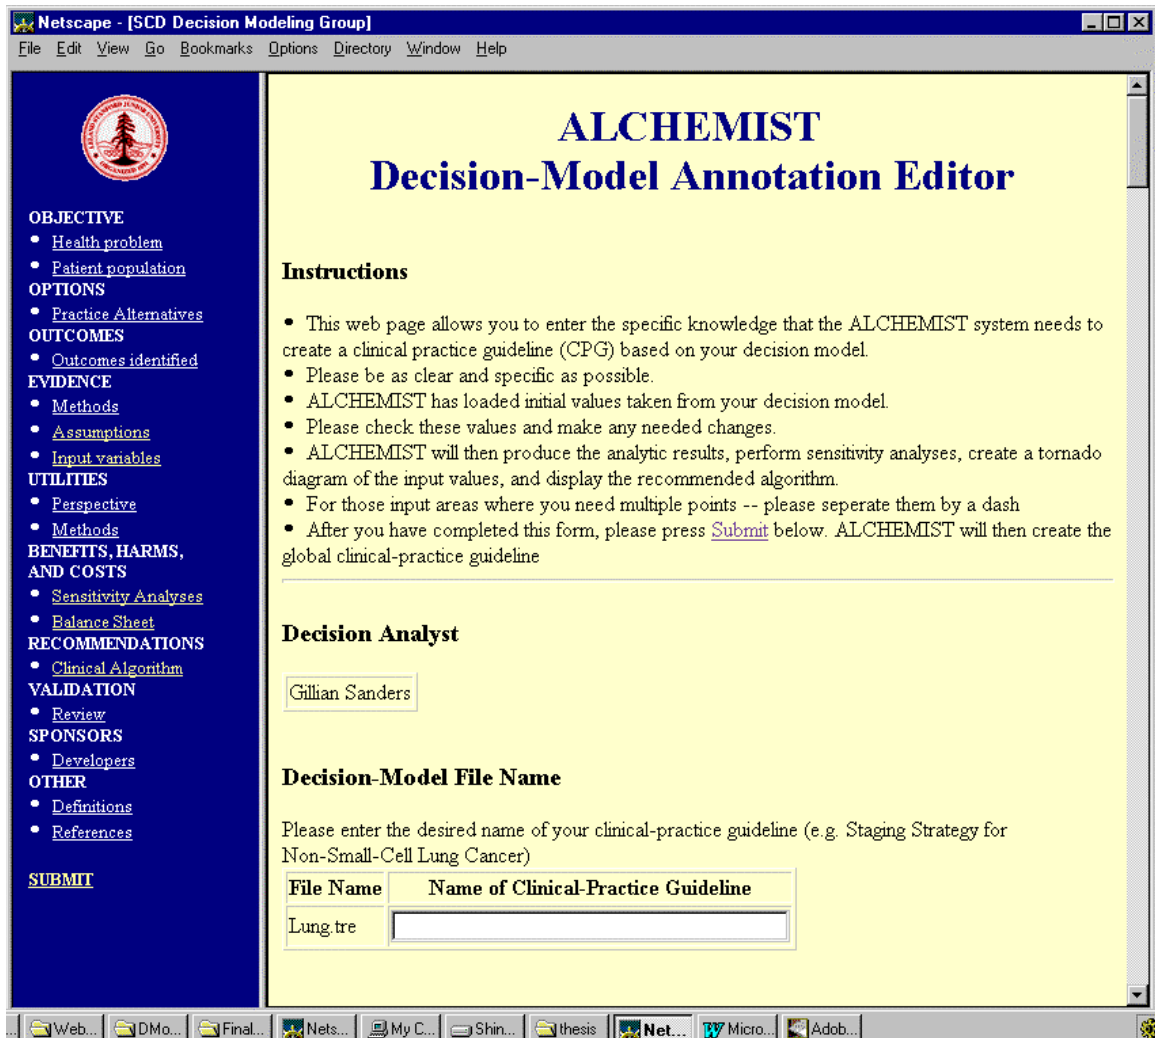 Netscape - [SCD Decision Modeling Group]
File Edit View Go Bookmarks Options Directory Window Help
OBJECTIVE
Health problem
Patient population
OPTIONS
Practice Alternatives
OUTCOMES
Outcomes identified
EVIDENCE
Methods
Assumptions
Input variables
UTILITIES
Perspective
Methods
BENEFITS, HARMS,
AND COSTS
Sensitivity Analyses
Balance Sheet
RECOMMENDATIONS
Clinical Algorithm
VALIDATION
Review
SPONSORS
Developers
OTHER
Definitions
References
SUBMIT
ALCHEMIST
Decision-Model Annotation Editor
Instructions
• This web page allows you to enter the specific knowledge that the ALCHEMIST system needs to
create a clinical practice guideline (CPG) based on your decision model.
• Please be as clear and specific as possible.
• ALCHEMIST has loaded initial values taken from your decision model.
• Please check these values and make any needed changes.
• ALCHEMIST will then produce the analytic results, perform sensitivity analyses, create a tornado
diagram of the input values, and display the recommended algorithm.
• For those input areas where you need multiple points -- please seperate them by a dash
• After you have completed this form, please press Submit below. ALCHEMIST will then create the
global clinical-practice guideline
Decision Analyst
Gillian Sanders
Decision-Model File Name
Please enter the desired name of your clinical-practice guideline (e.g. Staging Strategy for
Non-Small-Cell Lung Cancer)
File Name Name of Clinical-Practice Guideline
Lung.tre
... Web... DMo... Final... Nets... My C... Shin... thesis Net... Micro... Adob...